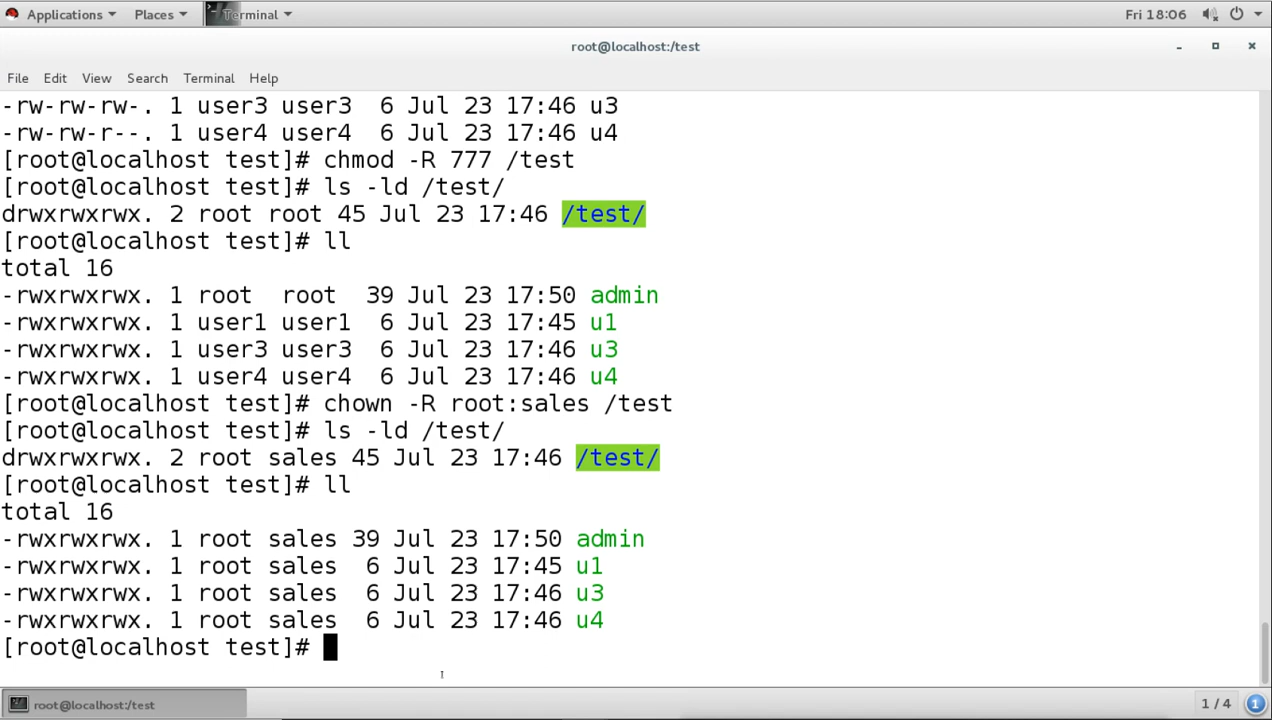 Applications Places Terminal Fri 18:06
root@localhost:/test
File Edit View Search Terminal Help
-rw-rw-rw-. 1 user3 user3  6 Jul 23 17:46 u3
-rw-rw-r--. 1 user4 user4  6 Jul 23 17:46 u4
[root@localhost test]# chmod -R 777 /test
[root@localhost test]# ls -ld /test/
drwxrwxrwx. 2 root root 45 Jul 23 17:46 /test/
[root@localhost test]# ll
total 16
-rwxrwxrwx. 1 root  root  39 Jul 23 17:50 admin
-rwxrwxrwx. 1 user1 user1  6 Jul 23 17:45 u1
-rwxrwxrwx. 1 user3 user3  6 Jul 23 17:46 u3
-rwxrwxrwx. 1 user4 user4  6 Jul 23 17:46 u4
[root@localhost test]# chown -R root:sales /test
[root@localhost test]# ls -ld /test/
drwxrwxrwx. 2 root sales 45 Jul 23 17:46 /test/
[root@localhost test]# ll
total 16
-rwxrwxrwx. 1 root sales 39 Jul 23 17:50 admin
-rwxrwxrwx. 1 root sales  6 Jul 23 17:45 u1
-rwxrwxrwx. 1 root sales  6 Jul 23 17:46 u3
-rwxrwxrwx. 1 root sales  6 Jul 23 17:46 u4
[root@localhost test]#
root@localhost:/test 1 / 4 1